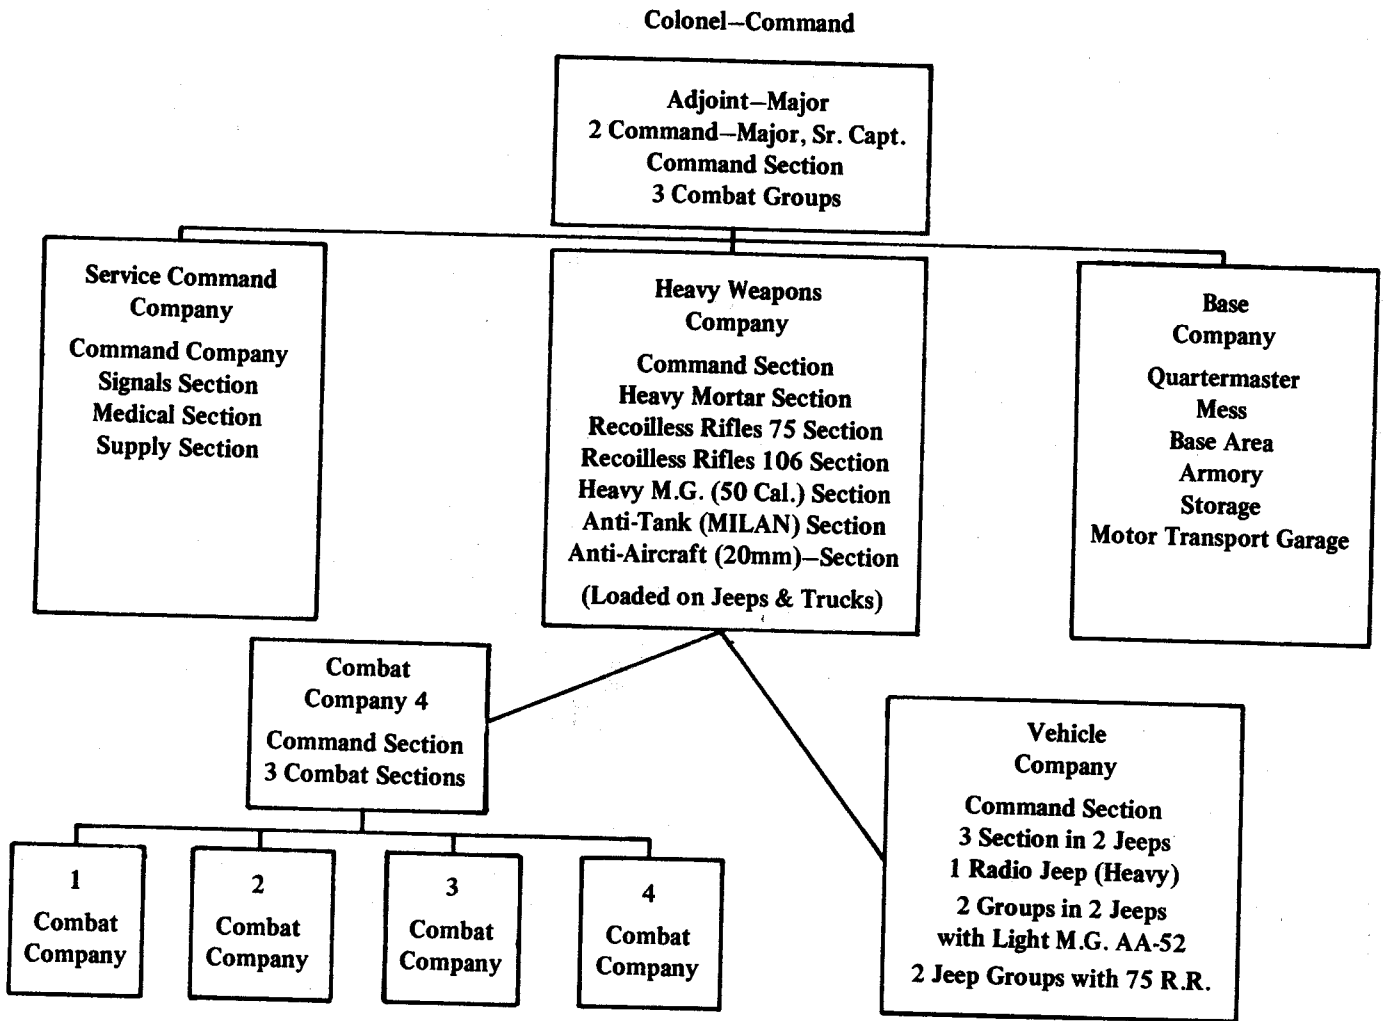 Colonel–Command
Adjoint–Major
2 Command–Major, Sr. Capt.
Command Section
3 Combat Groups
Service Command
Company
Command Company
Signals Section
Medical Section
Supply Section
Heavy Weapons
Company
Command Section
Heavy Mortar Section
Recoilless Rifles 75 Section
Recoilless Rifles 106 Section
Heavy M.G. (50 Cal.) Section
Anti-Tank (MILAN) Section
Anti-Aircraft (20mm)–Section
(Loaded on Jeeps & Trucks)
Base
Company
Quartermaster
Mess
Base Area
Armory
Storage
Motor Transport Garage
Combat
Company 4
Command Section
3 Combat Sections
Vehicle
Company
Command Section
3 Section in 2 Jeeps
1 Radio Jeep (Heavy)
2 Groups in 2 Jeeps
with Light M.G. AA-52
2 Jeep Groups with 75 R.R.
1
Combat
Company
2
Combat
Company
3
Combat
Company
4
Combat
Company